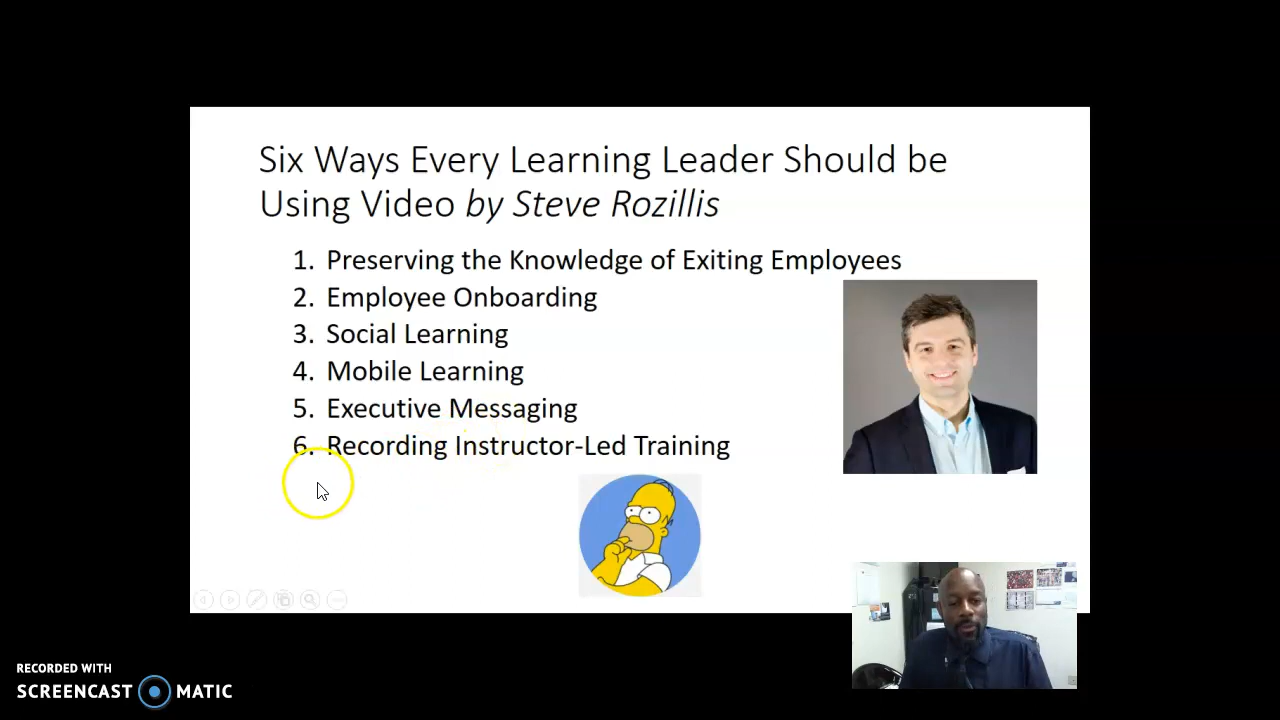 Six Ways Every Learning Leader Should be
Using Video by Steve Rozillis
1. Preserving the Knowledge of Exiting Employees
2. Employee Onboarding
3. Social Learning
4. Mobile Learning
5. Executive Messaging
6. Recording Instructor-Led Training
RECORDED WITH
SCREENCAST MATIC